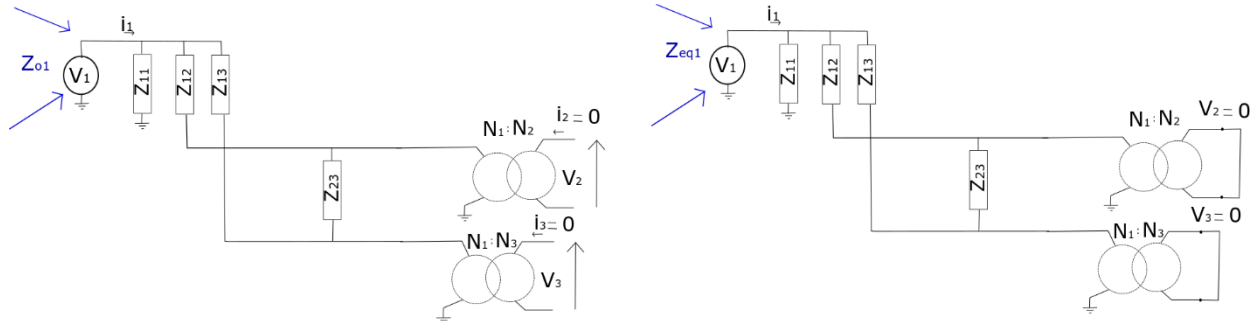 i1
Zo1
V1
Z11
Z12
Z13
N1:N2
i2=0
Z23
V2
i3=0
N1:N3
V3
i1
Zeq1
V1
Z11
Z12
Z13
V2=0
N1:N2
Z23
V3=0
N1:N3